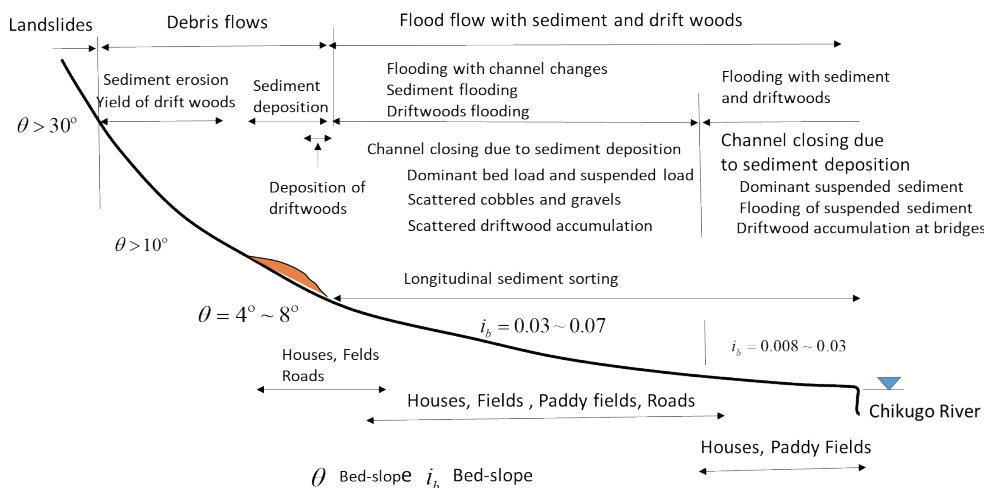 Landslides
Debris flows
Flood flow with sediment and drift woods
Sediment erosion
Yield of drift woods
Sediment
deposition
Flooding with channel changes
Sediment flooding
Driftwoods flooding
Flooding with sediment
and driftwoods
θ > 30°
Deposition of
driftwoods
Channel closing due to sediment deposition
Dominant bed load and suspended load
Scattered cobbles and gravels
Scattered driftwood accumulation
Channel closing due
to sediment deposition
Dominant suspended sediment
Flooding of suspended sediment
Driftwood accumulation at bridges
θ > 10°
Longitudinal sediment sorting
θ = 4° ~ 8°
i_b = 0.03 ~ 0.07
i_b = 0.008 ~ 0.03
Houses, Felds
Roads
Houses, Fields , Paddy fields, Roads
Chikugo River
Houses, Paddy Fields
θ Bed-slope i_b Bed-slope